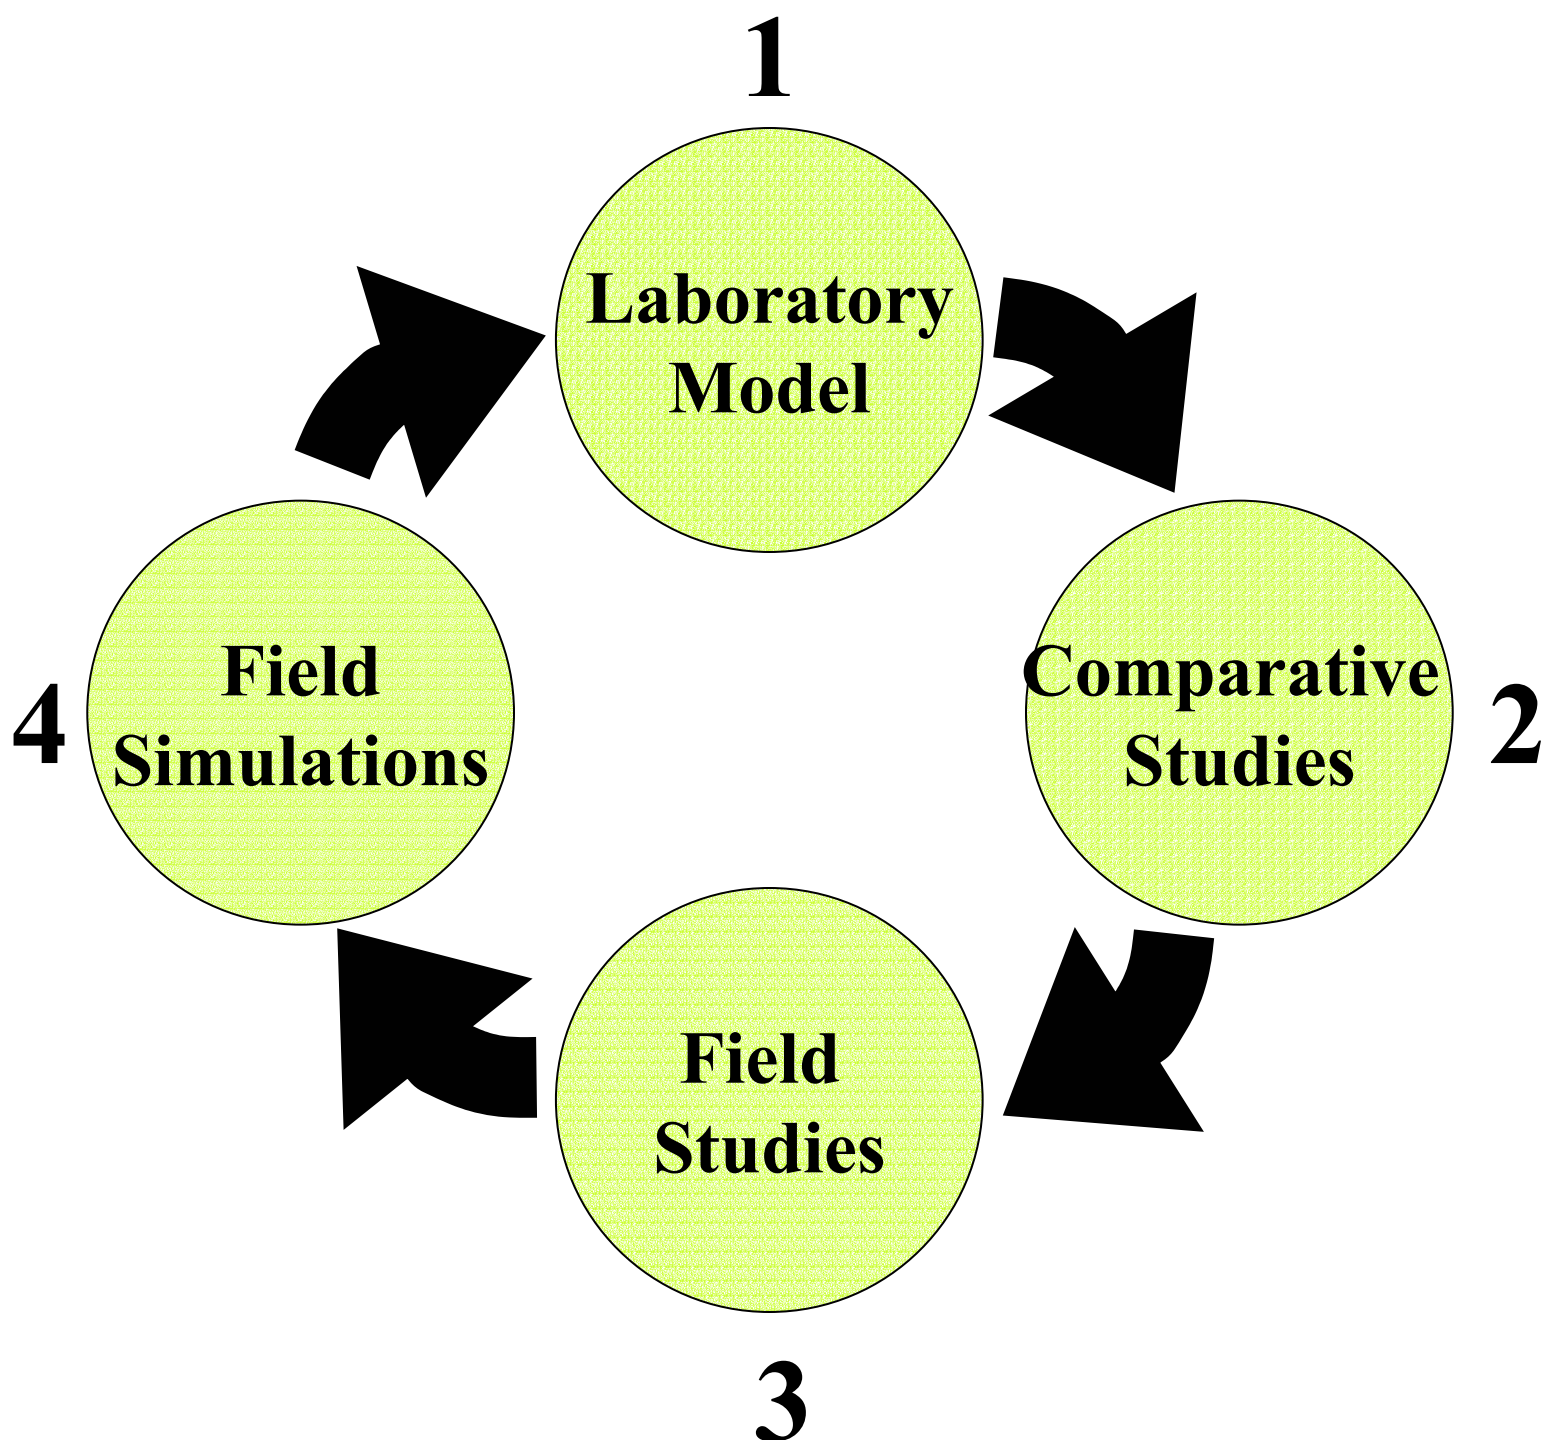 1
Laboratory
Model
Comparative
Studies
2
Field
Studies
3
Field
Simulations
4